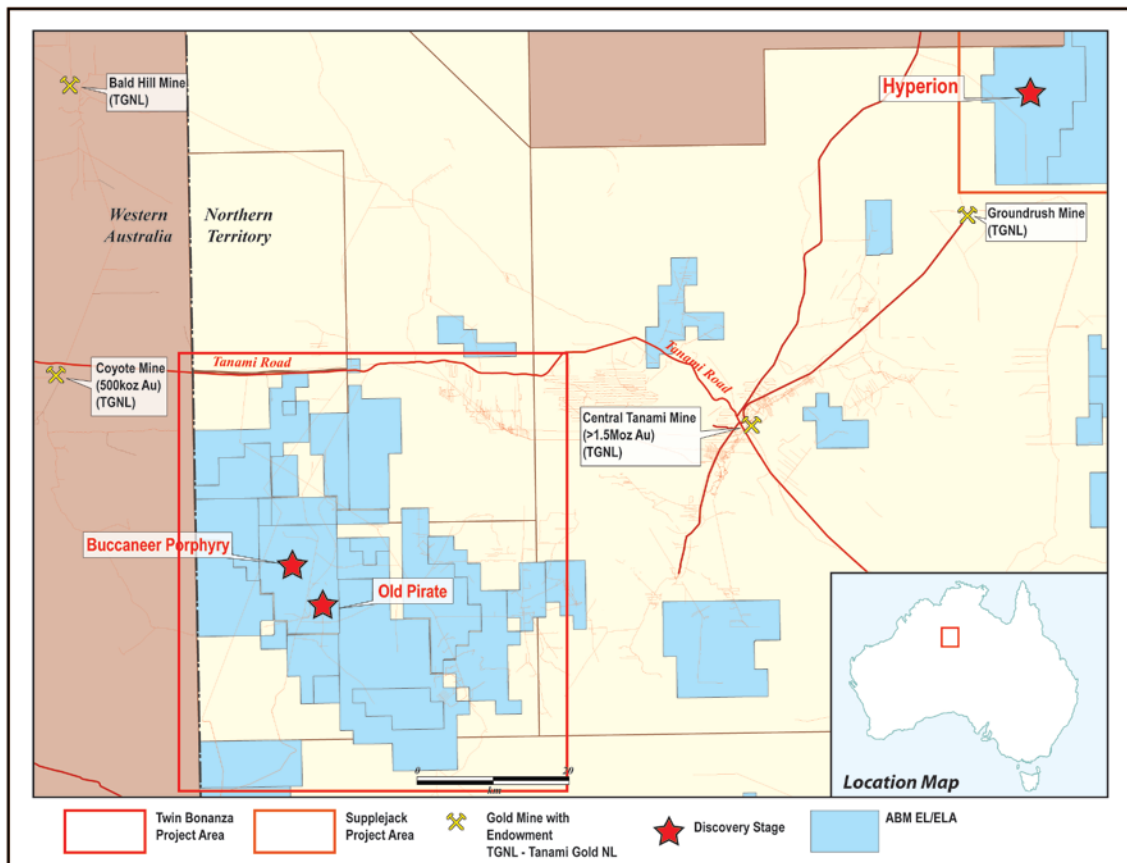 Bald Hill Mine
(TGNL)
Hyperion
Western
Australia
Northern
Territory
Groundrush Mine
(TGNL)
Tanami Road
Tanami Road
Coyote Mine
(500koz Au)
(TGNL)
Central Tanami Mine
(>1.5Moz Au)
(TGNL)
Buccaneer Porphyry
Old Pirate
0
20
km
Location Map
Twin Bonanza
Project Area
Supplejack
Project Area
Gold Mine with
Endowment
TGNL - Tanami Gold NL
Discovery Stage
ABM EL/ELA